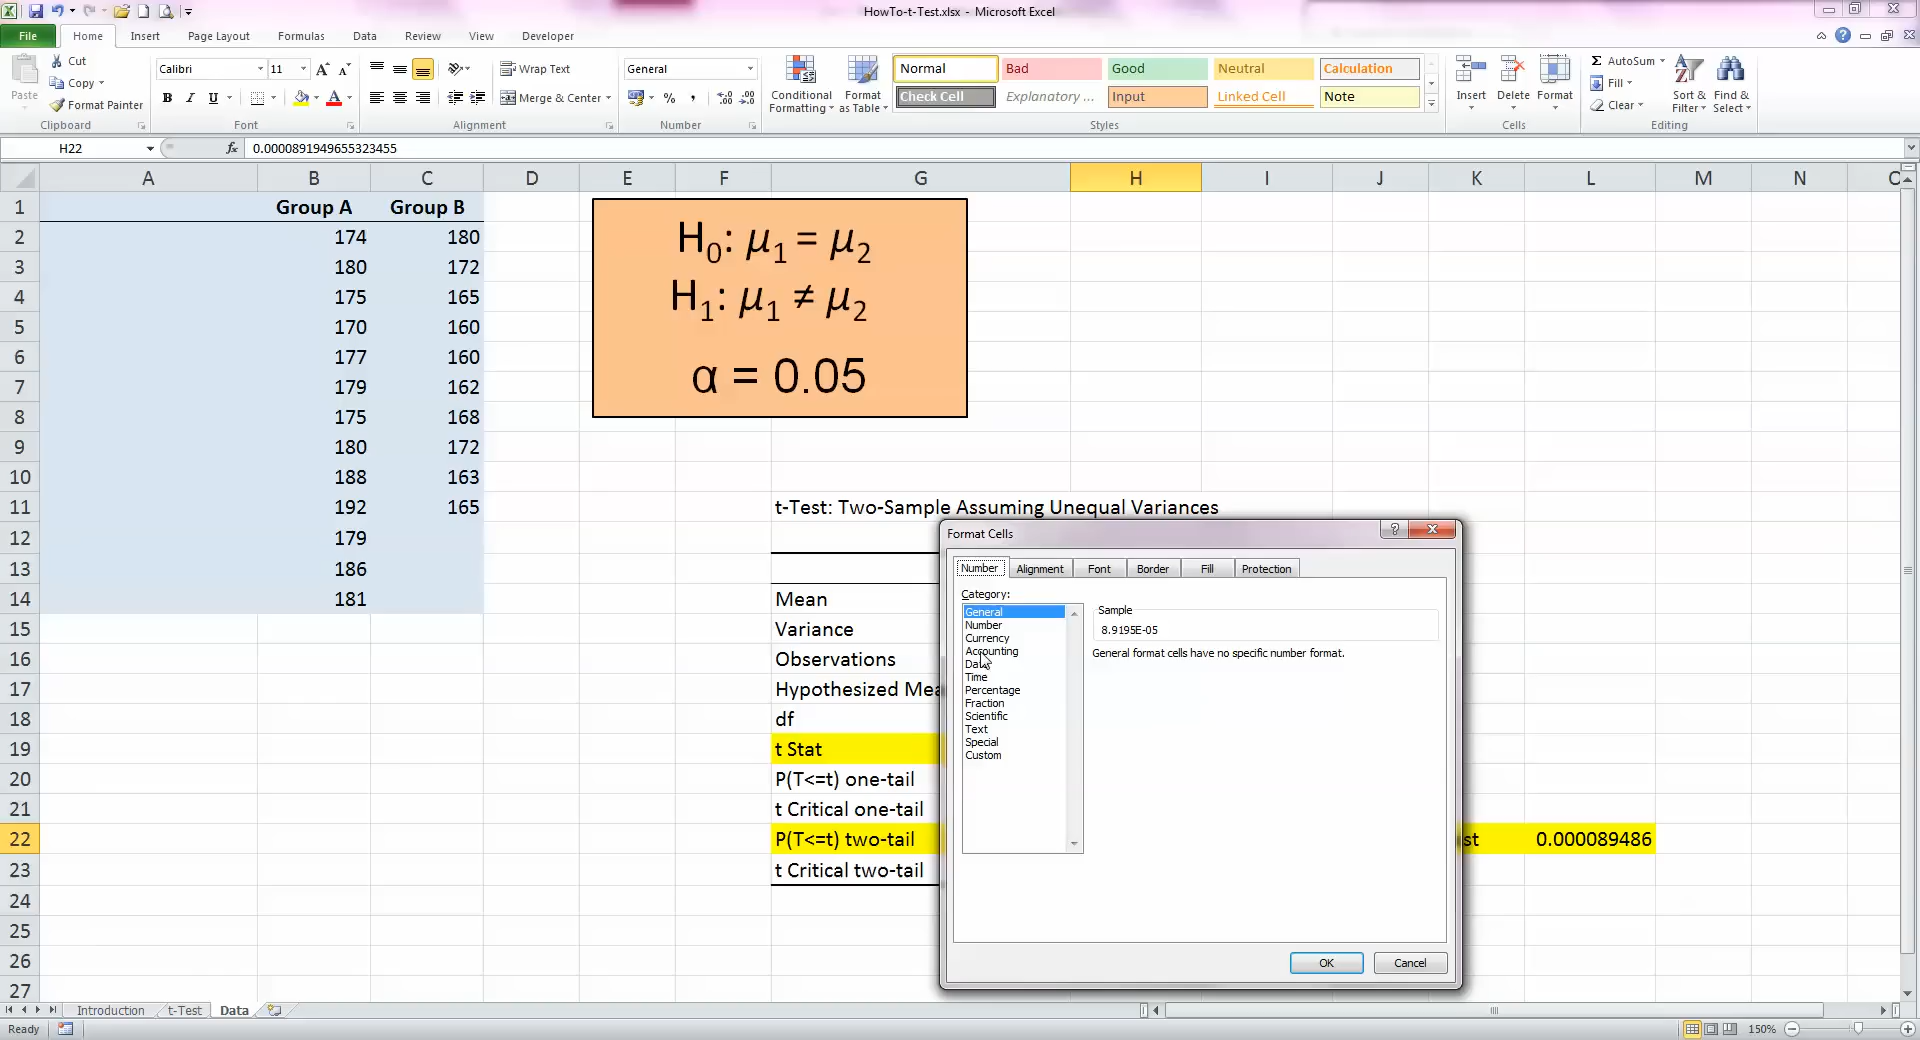 HowTo-t-Test.xlsx - Microsoft Excel
File Home Insert Page Layout Formulas Data Review View Developer
Paste Cut Copy Format Painter Clipboard
Calibri 11 B I U A A Font
Wrap Text Merge & Center Alignment
General % , Number
Conditional Formatting Format as Table
Normal Bad Good Neutral Calculation
Check Cell Explanatory ... Input Linked Cell Note
Styles
Insert Delete Format Cells
AutoSum Fill Clear Sort & Filter Find & Select Editing
H22 fx 0.0000891949655323455
A B C D E F G H I J K L M N
1 Group A Group B
2 174 180
3 180 172
4 175 165
5 170 160
6 177 160
7 179 162
8 175 168
9 180 172
10 188 163
11 192 165 t-Test: Two-Sample Assuming Unequal Variances
12 179
13 186
14 181 Mean
15 Variance
16 Observations
17 Hypothesized Mea
18 df
19 t Stat
20 P(T<=t) one-tail
21 t Critical one-tail
22 P(T<=t) two-tail st 0.000089486
23 t Critical two-tail
24
25
26
27
H0: μ1 = μ2
H1: μ1 ≠ μ2
α = 0.05
Format Cells
Number Alignment Font Border Fill Protection
Category:
General
Number
Currency
Accounting
Time
Percentage
Fraction
Scientific
Text
Special
Custom
Sample
8.9195E-05
General format cells have no specific number format.
OK Cancel
Introduction t-Test Data
Ready 150%